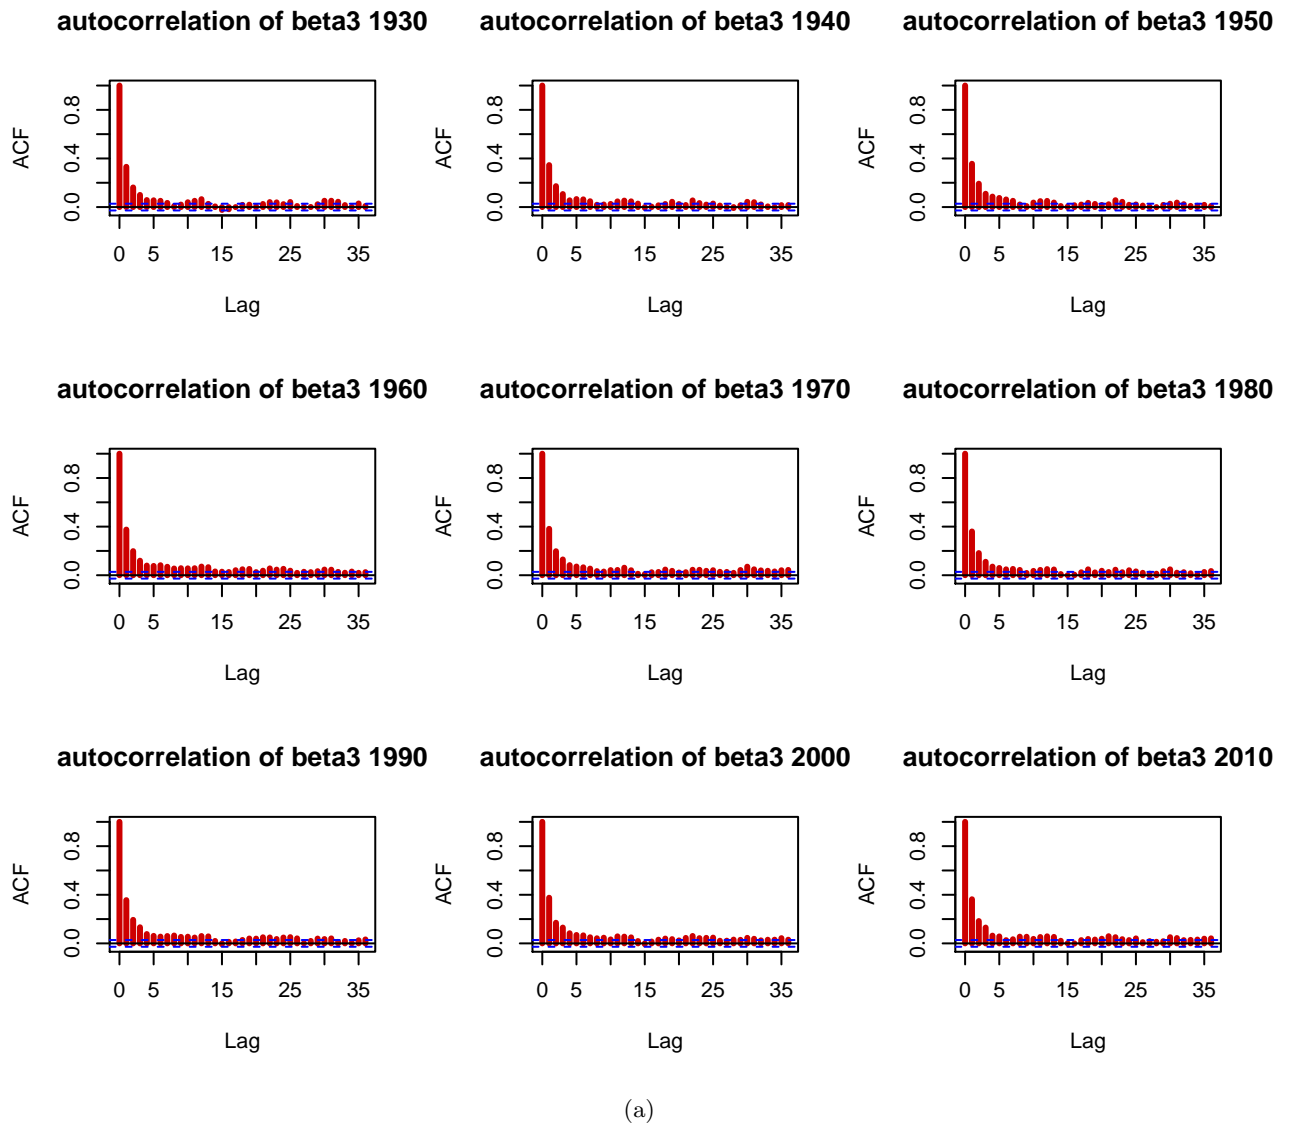 autocorrelation of beta3 1930
ACF
0.0 0.4 0.8
0 5 15 25 35
Lag
autocorrelation of beta3 1940
ACF
0.0 0.4 0.8
0 5 15 25 35
Lag
autocorrelation of beta3 1950
ACF
0.0 0.4 0.8
0 5 15 25 35
Lag
autocorrelation of beta3 1960
ACF
0.0 0.4 0.8
0 5 15 25 35
Lag
autocorrelation of beta3 1970
ACF
0.0 0.4 0.8
0 5 15 25 35
Lag
autocorrelation of beta3 1980
ACF
0.0 0.4 0.8
0 5 15 25 35
Lag
autocorrelation of beta3 1990
ACF
0.0 0.4 0.8
0 5 15 25 35
Lag
autocorrelation of beta3 2000
ACF
0.0 0.4 0.8
0 5 15 25 35
Lag
autocorrelation of beta3 2010
ACF
0.0 0.4 0.8
0 5 15 25 35
Lag
(a)